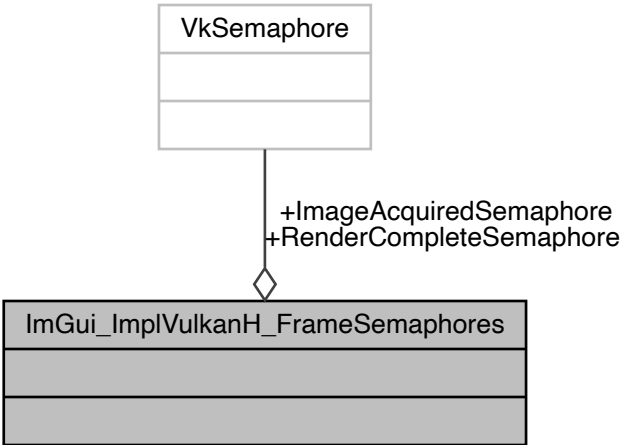 VkSemaphore
+ImageAcquiredSemaphore
+RenderCompleteSemaphore
ImGui_ImplVulkanH_FrameSemaphores